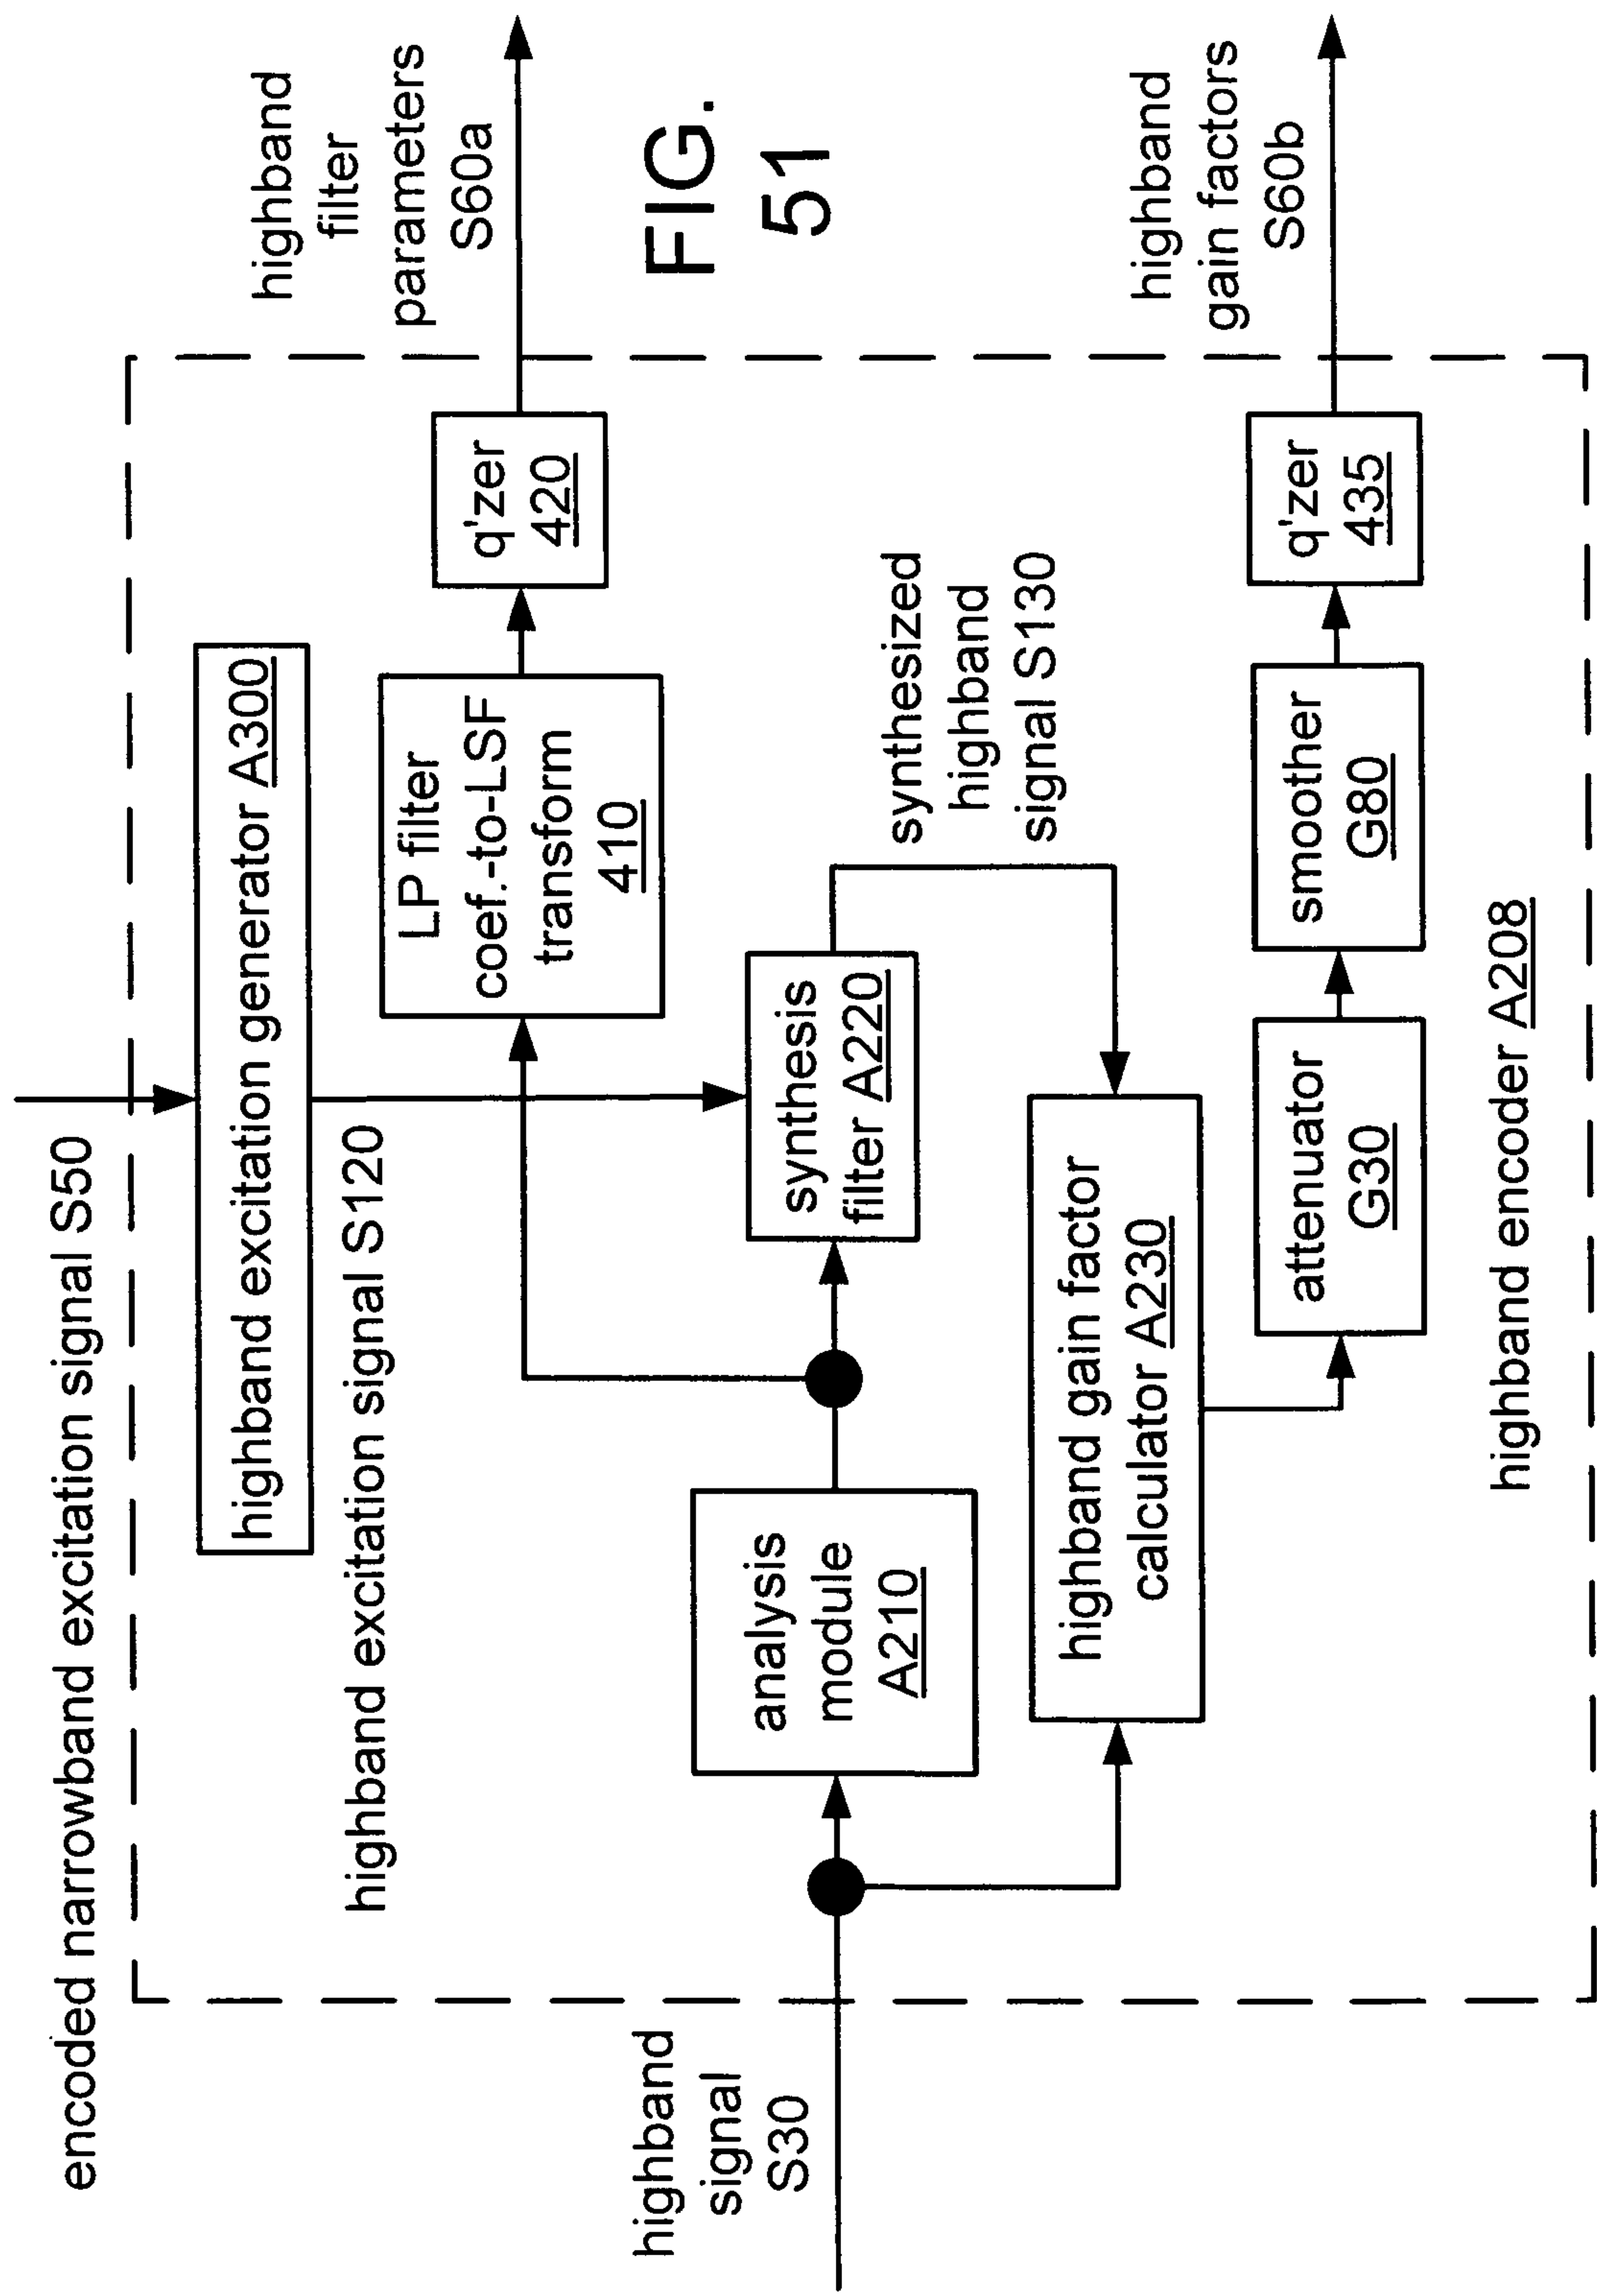 encoded narrowband excitation signal S50
highband excitation generator A300
highband excitation signal S120
highband
filter
parameters
S60a
LP filter
coef.-to-LSF
transform
410
q'zer
420
FIG.
51
highband
signal
S30
analysis
module
A210
synthesis
filter A220
synthesized
highband
signal S130
highband gain factor
calculator A230
attenuator
G30
smoother
G80
q'zer
435
highband
gain factors
S60b
highband encoder A208